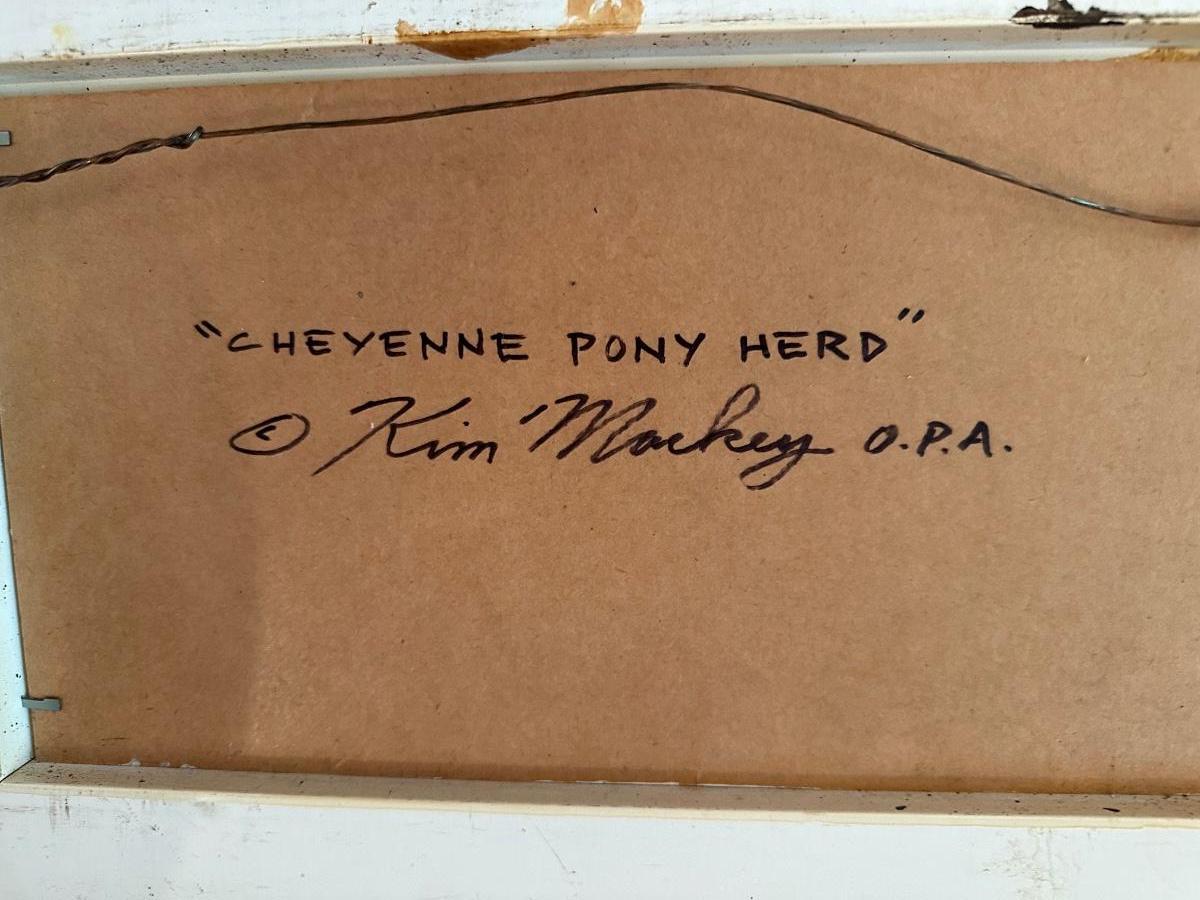 "CHEYENNE PONY HERD"
© Kim Mackey O.P.A.